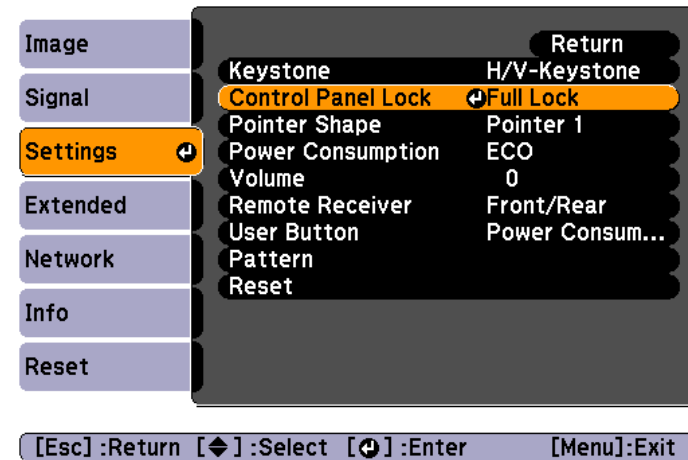 Image
Signal
Settings
Extended
Network
Info
Reset
Return
Keystone H/V-Keystone
Control Panel Lock Full Lock
Pointer Shape Pointer 1
Power Consumption ECO
Volume 0
Remote Receiver Front/Rear
User Button Power Consum...
Pattern
Reset
[Esc] :Return [◆] :Select [⏎] :Enter [Menu]:Exit